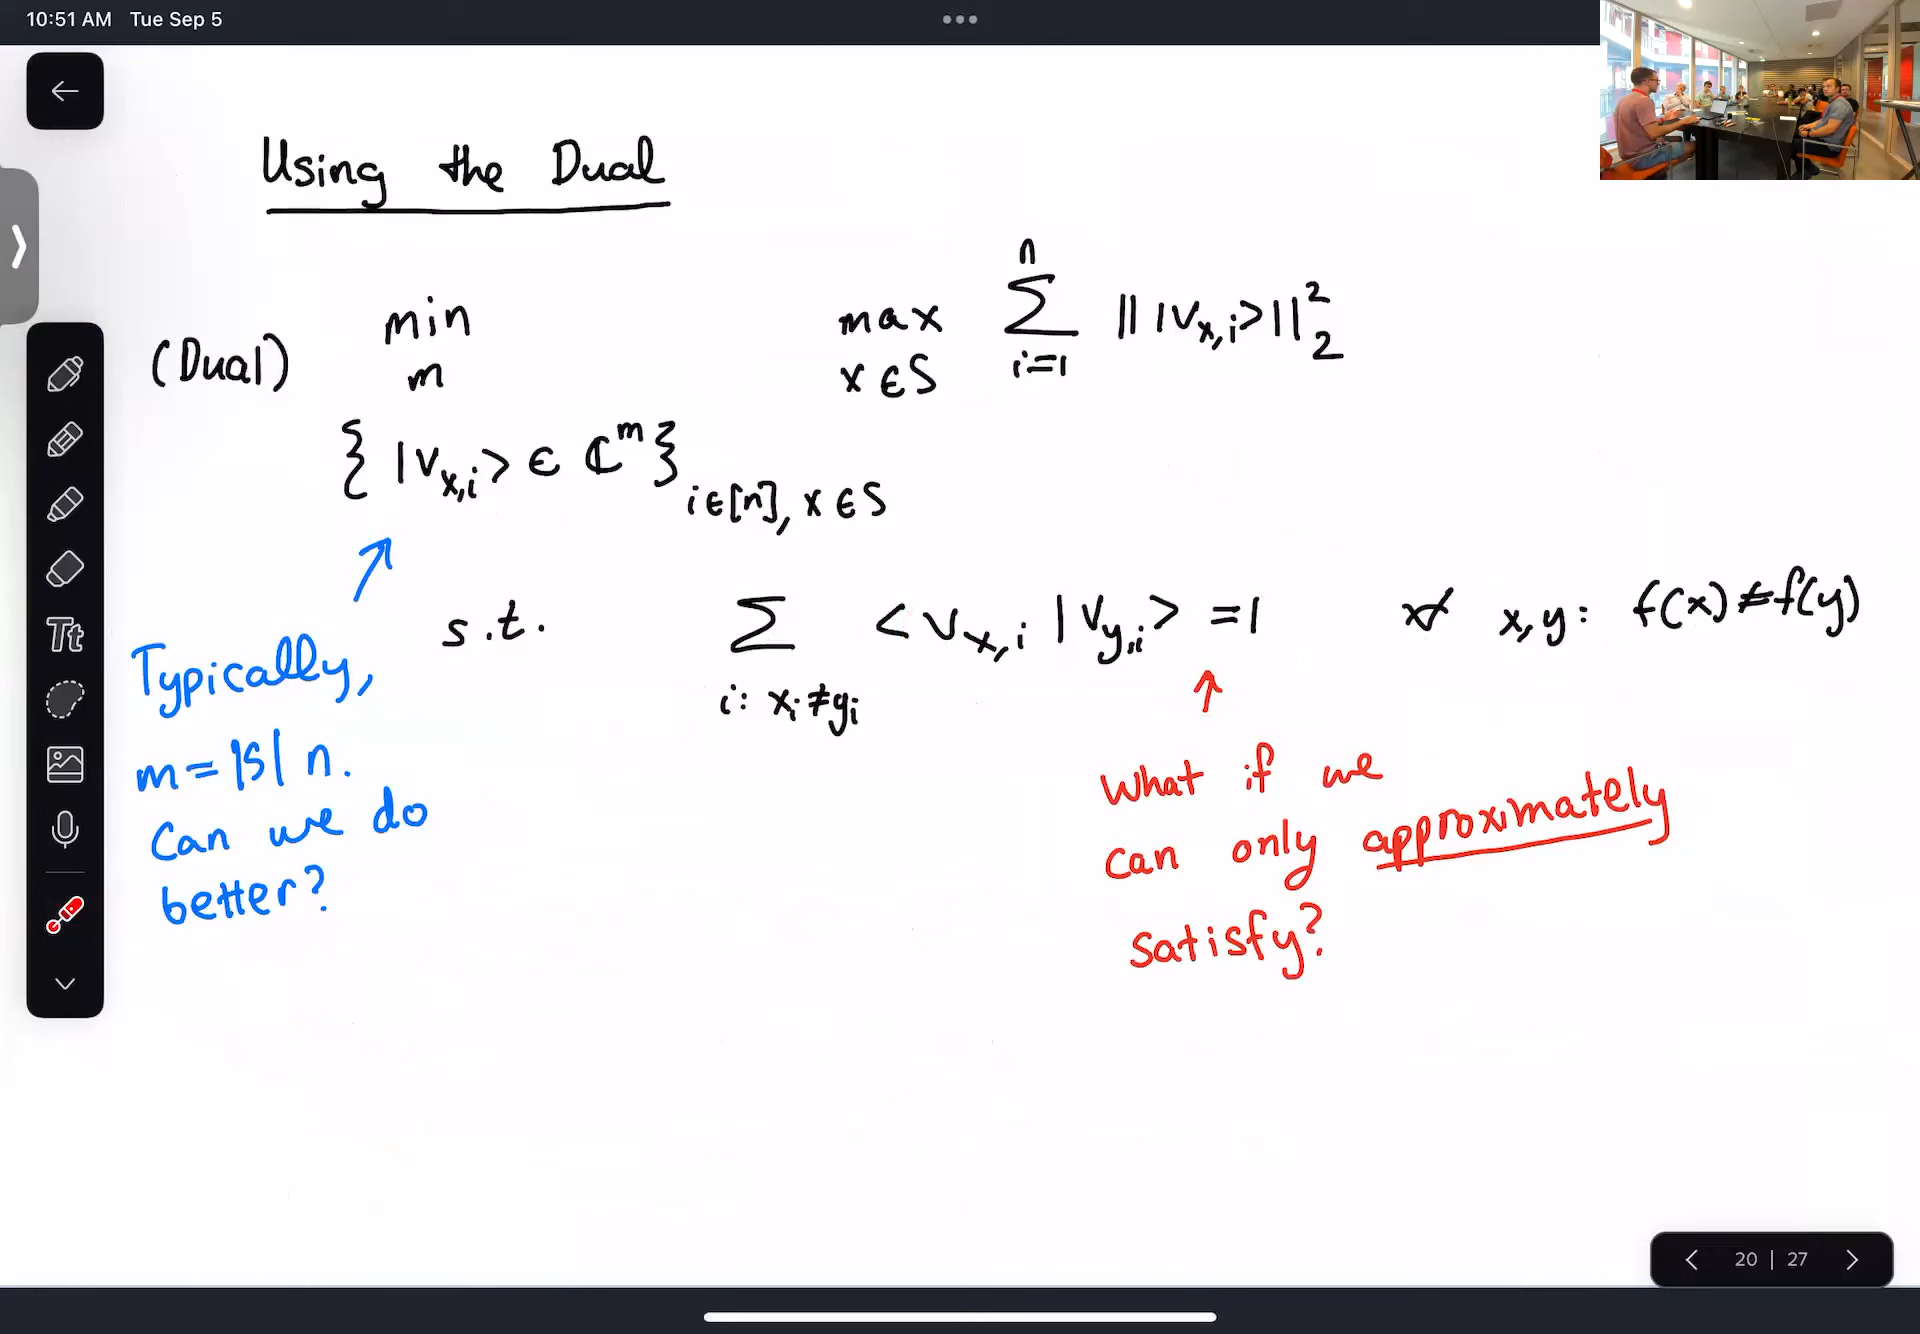 10:51 AM Tue Sep 5
Using the Dual
(Dual) min max n ∑ i=1 || |v_{x,i}> ||_2^2
m x ∈ S
{ |v_{x,i}> ∈ ℂ^m }_{i∈[n], x∈S}
s.t. ∑ <v_{x,i} | v_{y,i}> = 1 ∀ x,y: f(x) ≠ f(y)
i: x_i ≠ y_i
Typically,
m = |S| n.
Can we do
better?
What if we
can only approximately
satisfy?
Tt
20 | 27